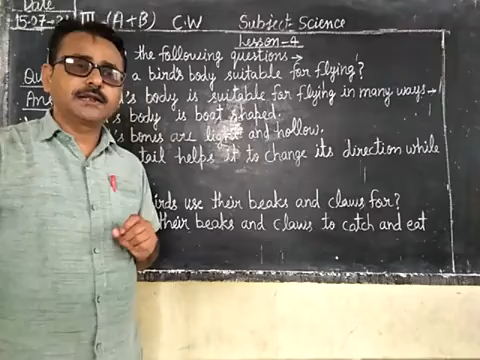 Date
15-07-21 III (A+B) C.W Subject Science
Lesson-4
the following questions→
a bird's body suitable for flying?
Ans body is suitable for flying in many ways→
body is boat shaped.
bones are light and hollow.
tail helps it to change its direction while
birds use their beaks and claws for?
their beaks and claws to catch and eat